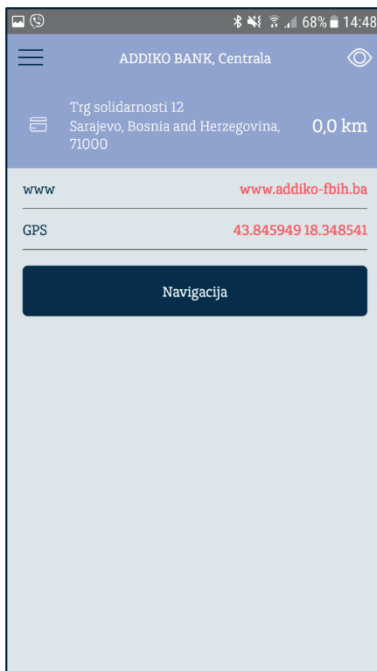 68% 14:48
ADDIKO BANK, Centrala
Trg solidarnosti 12
Sarajevo, Bosnia and Herzegovina,
71000
0,0 km
www www.addiko-fbih.ba
GPS 43.845949 18.348541
Navigacija